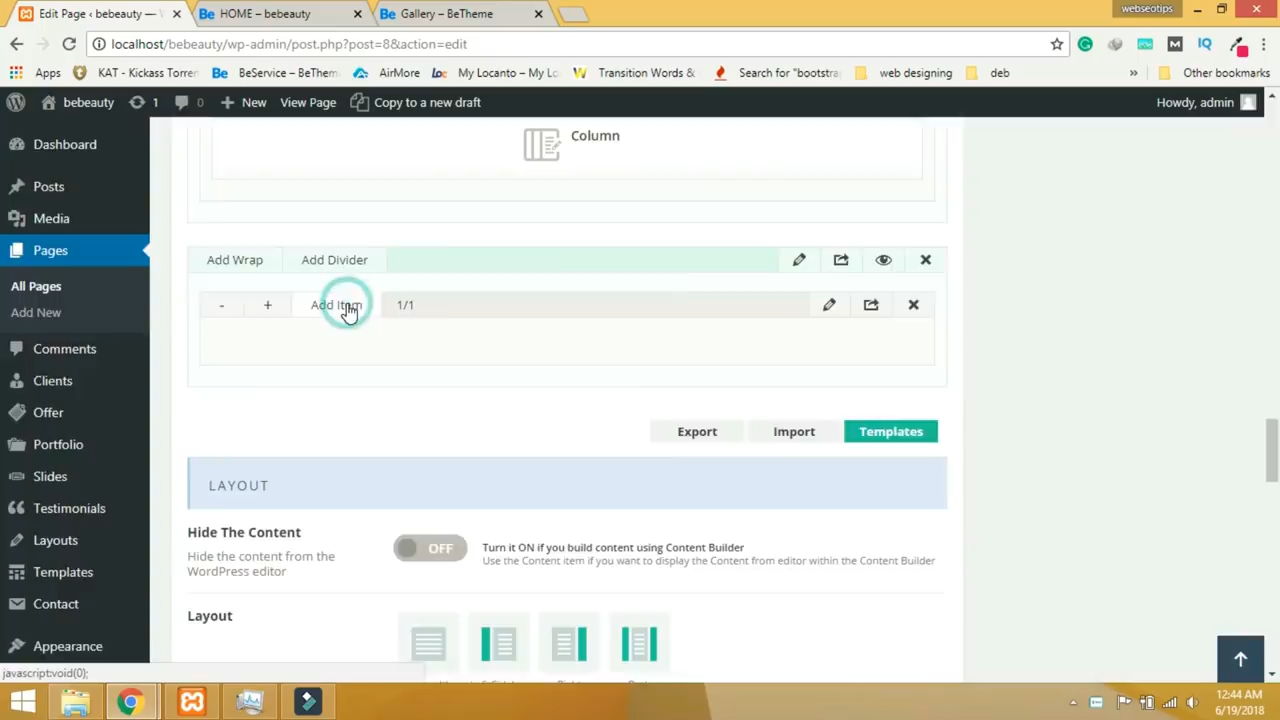 Edit Page ‹ bebeauty —
HOME – bebeauty
Gallery – BeTheme
webseotips
localhost/bebeauty/wp-admin/post.php?post=8&action=edit
Apps
KAT - Kickass Torren
BeService – BeThem
AirMore
My Locanto – My Lo
Transition Words &
Search for "bootstra
web designing
deb
»
Other bookmarks
bebeauty
1
0
New
View Page
Copy to a new draft
Howdy, admin
Dashboard
Posts
Media
Pages
All Pages
Add New
Comments
Clients
Offer
Portfolio
Slides
Testimonials
Layouts
Templates
Contact
Appearance
Column
Add Wrap
Add Divider
-
+
Add Item
1/1
Export
Import
Templates
LAYOUT
Hide The Content
Hide the content from the
WordPress editor
OFF
Turn it ON if you build content using Content Builder
Use the Content item if you want to display the Content from editor within the Content Builder
Layout
javascript:void(0);
12:44 AM
6/19/2018